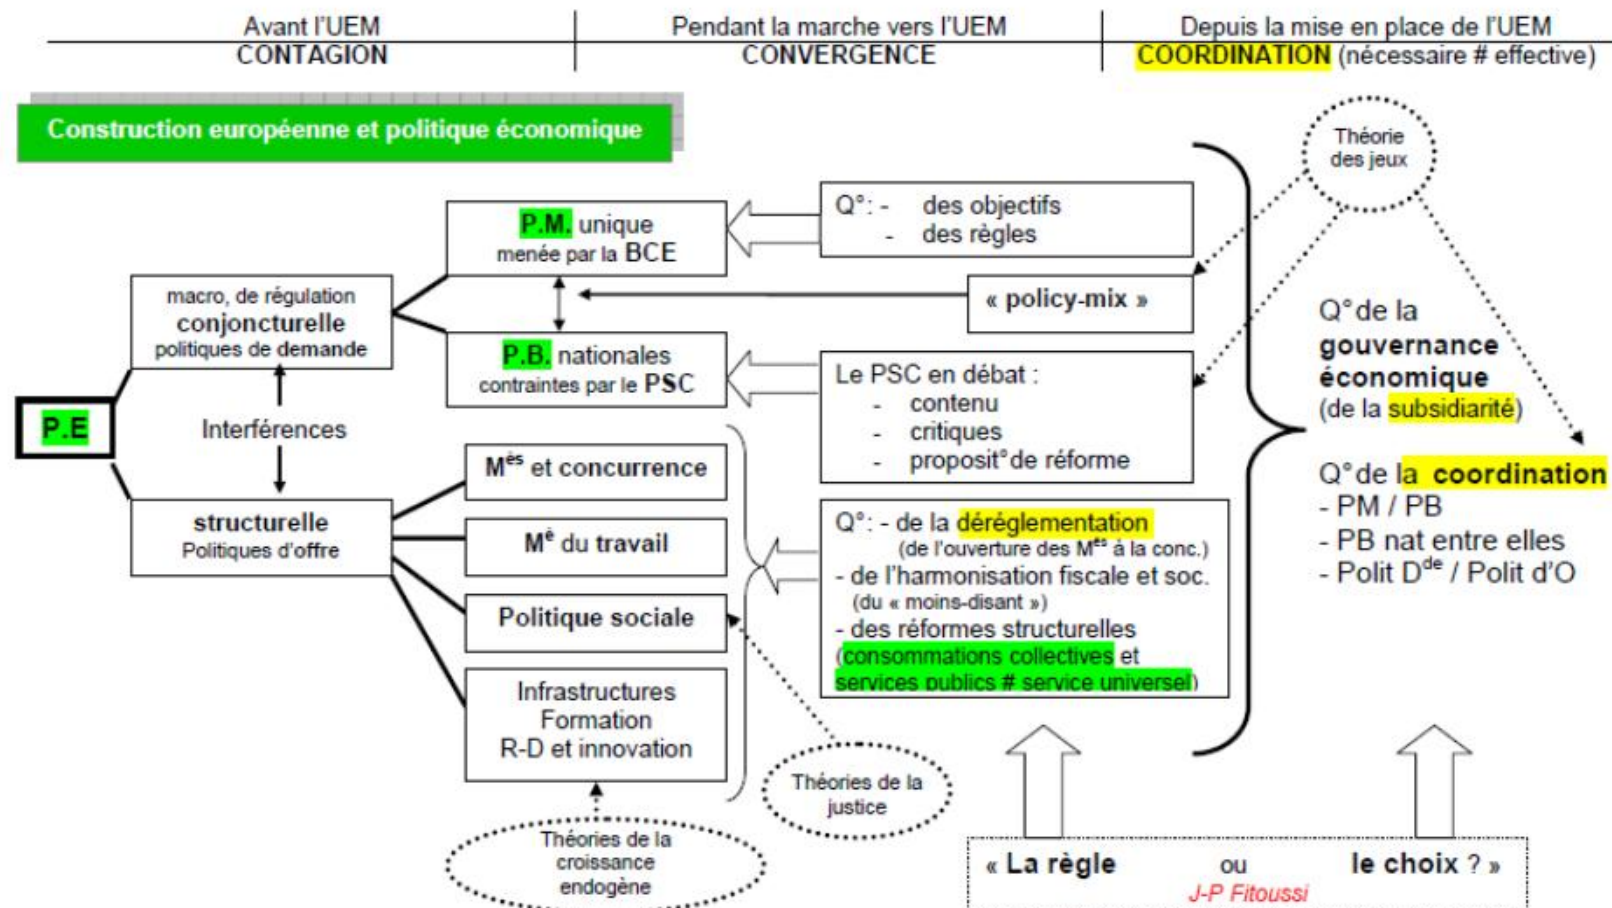 Avant l'UEM
Pendant la marche vers l'UEM
Depuis la mise en place de l'UEM
CONTAGION
CONVERGENCE
COORDINATION (nécessaire # effective)
Construction européenne et politique économique
Théorie
des jeux
P.M. unique
menée par la BCE
Q°: - des objectifs
- des règles
macro, de régulation
conjoncturelle
politiques de demande
« policy-mix »
P.B. nationales
contraintes par le PSC
Le PSC en débat :
- contenu
- critiques
- proposit° de réforme
Q° de la
gouvernance
économique
(de la subsidiarité)
P.E
Interférences
Més et concurrence
Q° de la coordination
- PM / PB
- PB nat entre elles
- Polit Dde / Polit d'O
structurelle
Politiques d'offre
Mé du travail
Politique sociale
Infrastructures
Formation
R-D et innovation
Q°: - de la déréglementation
(de l'ouverture des Més à la conc.)
- de l'harmonisation fiscale et soc.
(du « moins-disant »)
- des réformes structurelles
(consommations collectives et
services publics # service universel)
Théories de la
justice
Théories de la
croissance
endogène
« La règle ou le choix ? »
J-P Fitoussi